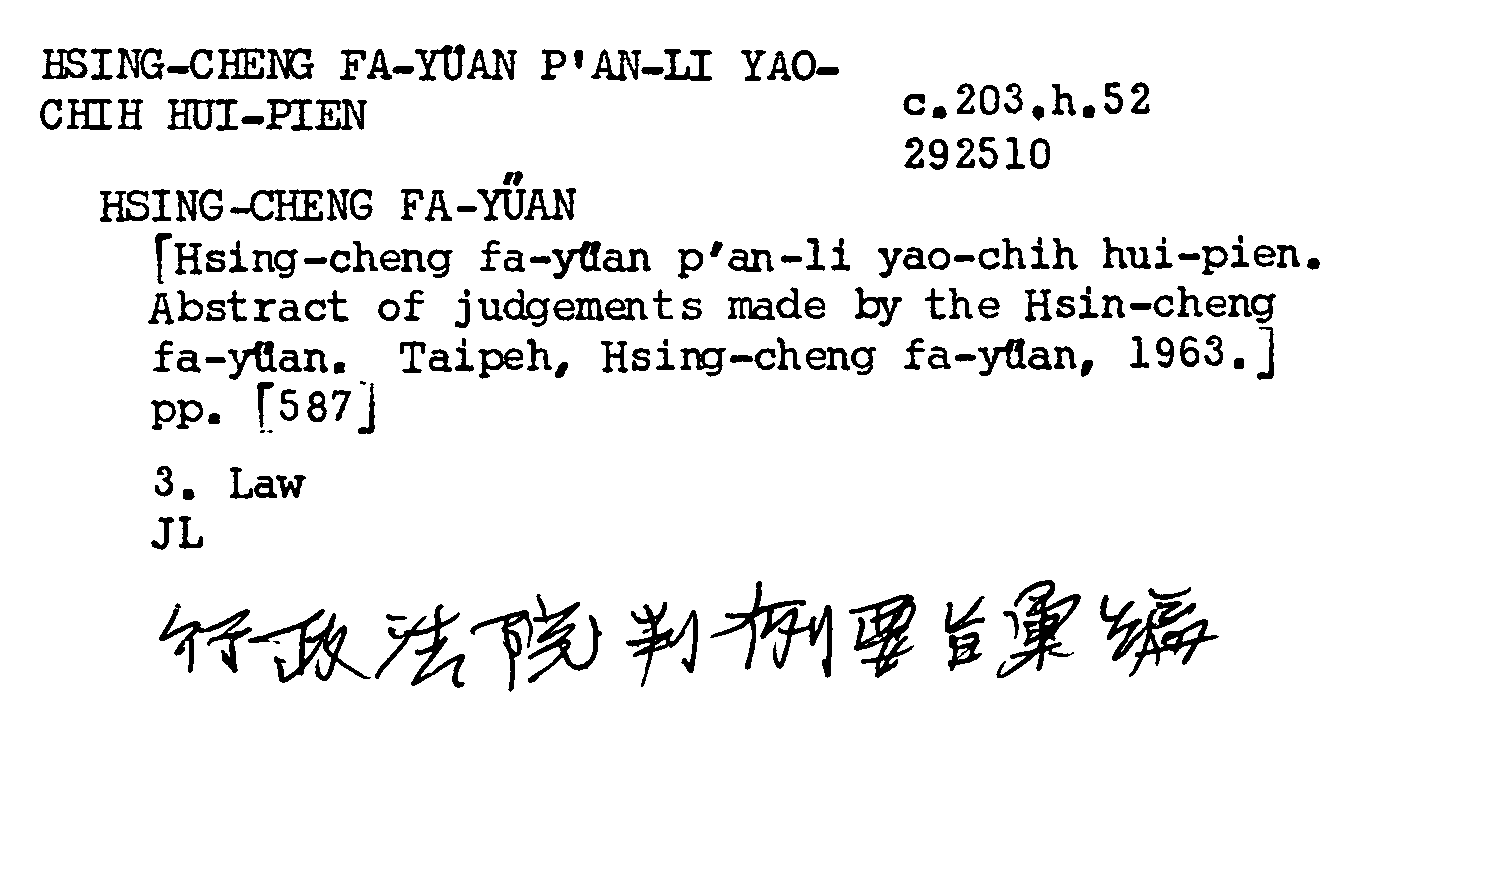 HSING-CHENG FA-YÜAN P'AN-LI YAO-
CHIH HUI-PIEN
c.203.h.52
292510
HSING-CHENG FA-YÜAN
[Hsing-cheng fa-yüan p'an-li yao-chih hui-pien.
Abstract of judgements made by the Hsin-cheng
fa-yüan. Taipeh, Hsing-cheng fa-yüan, 1963.]
pp. [587]
3. Law
JL
行政法院判例要旨彙編